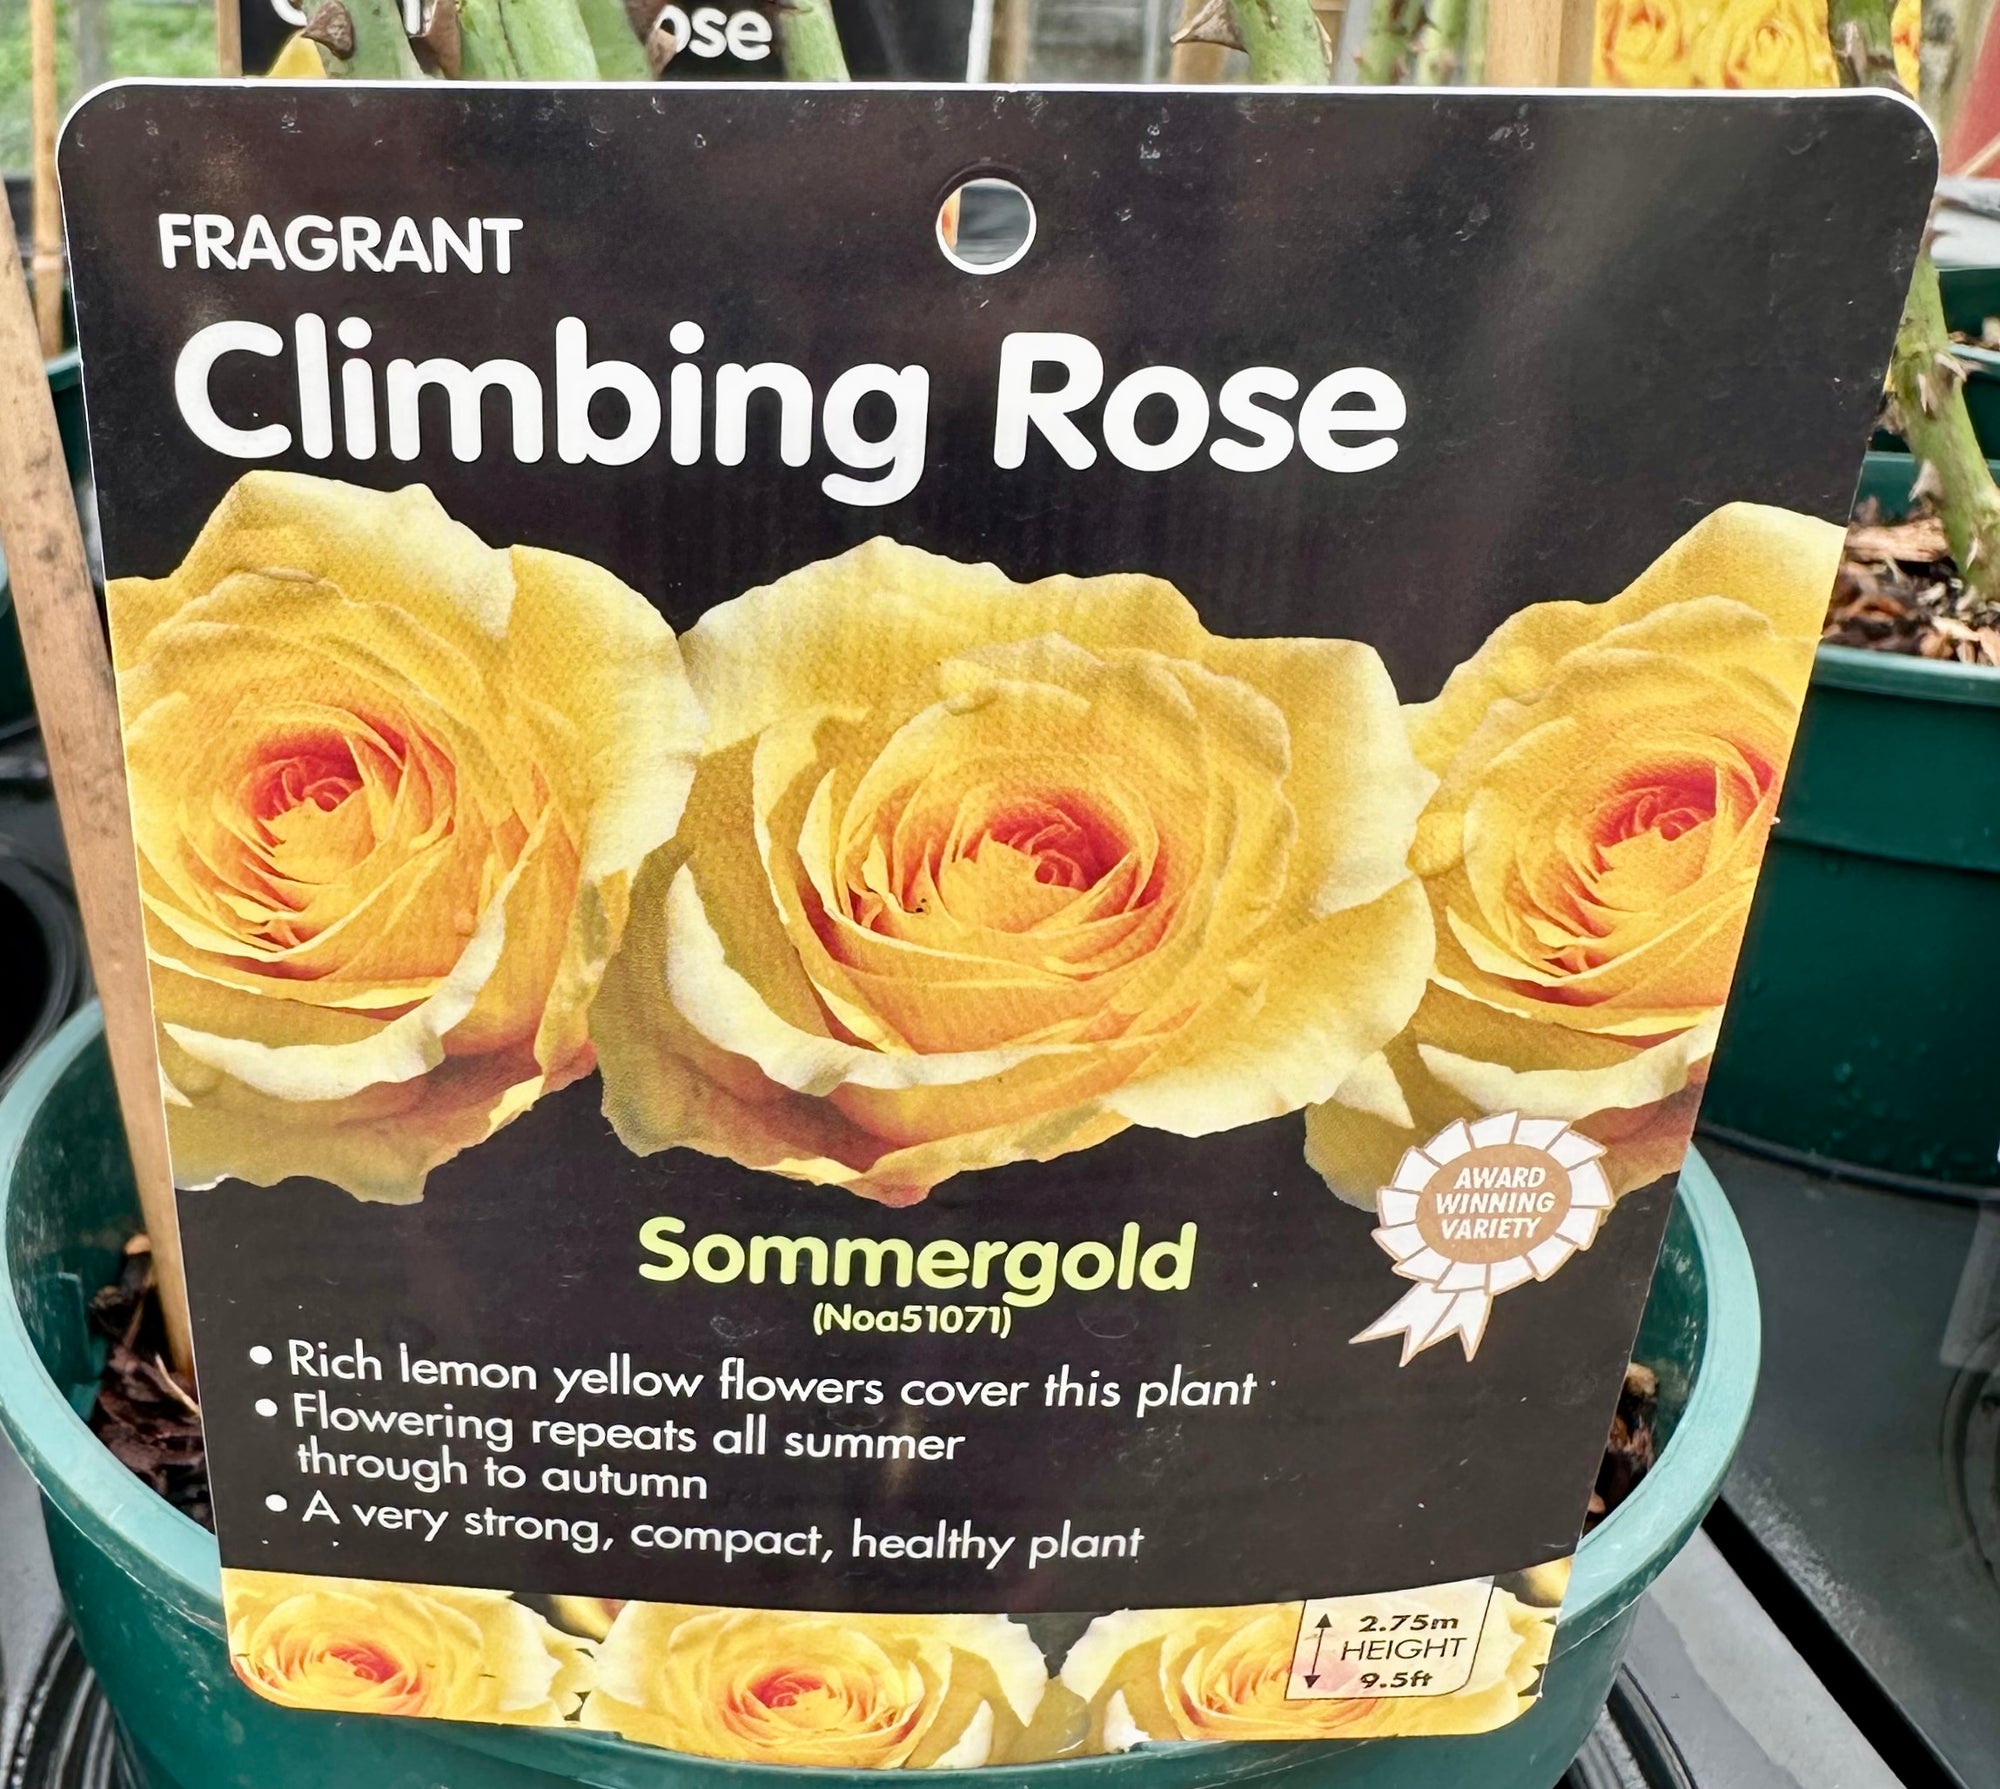 ose
FRAGRANT
Climbing Rose
AWARD
WINNING
VARIETY
Sommergold
(Noa51071)
• Rich lemon yellow flowers cover this plant
• Flowering repeats all summer
through to autumn
• A very strong, compact, healthy plant
2.75m
HEIGHT
9.5ft